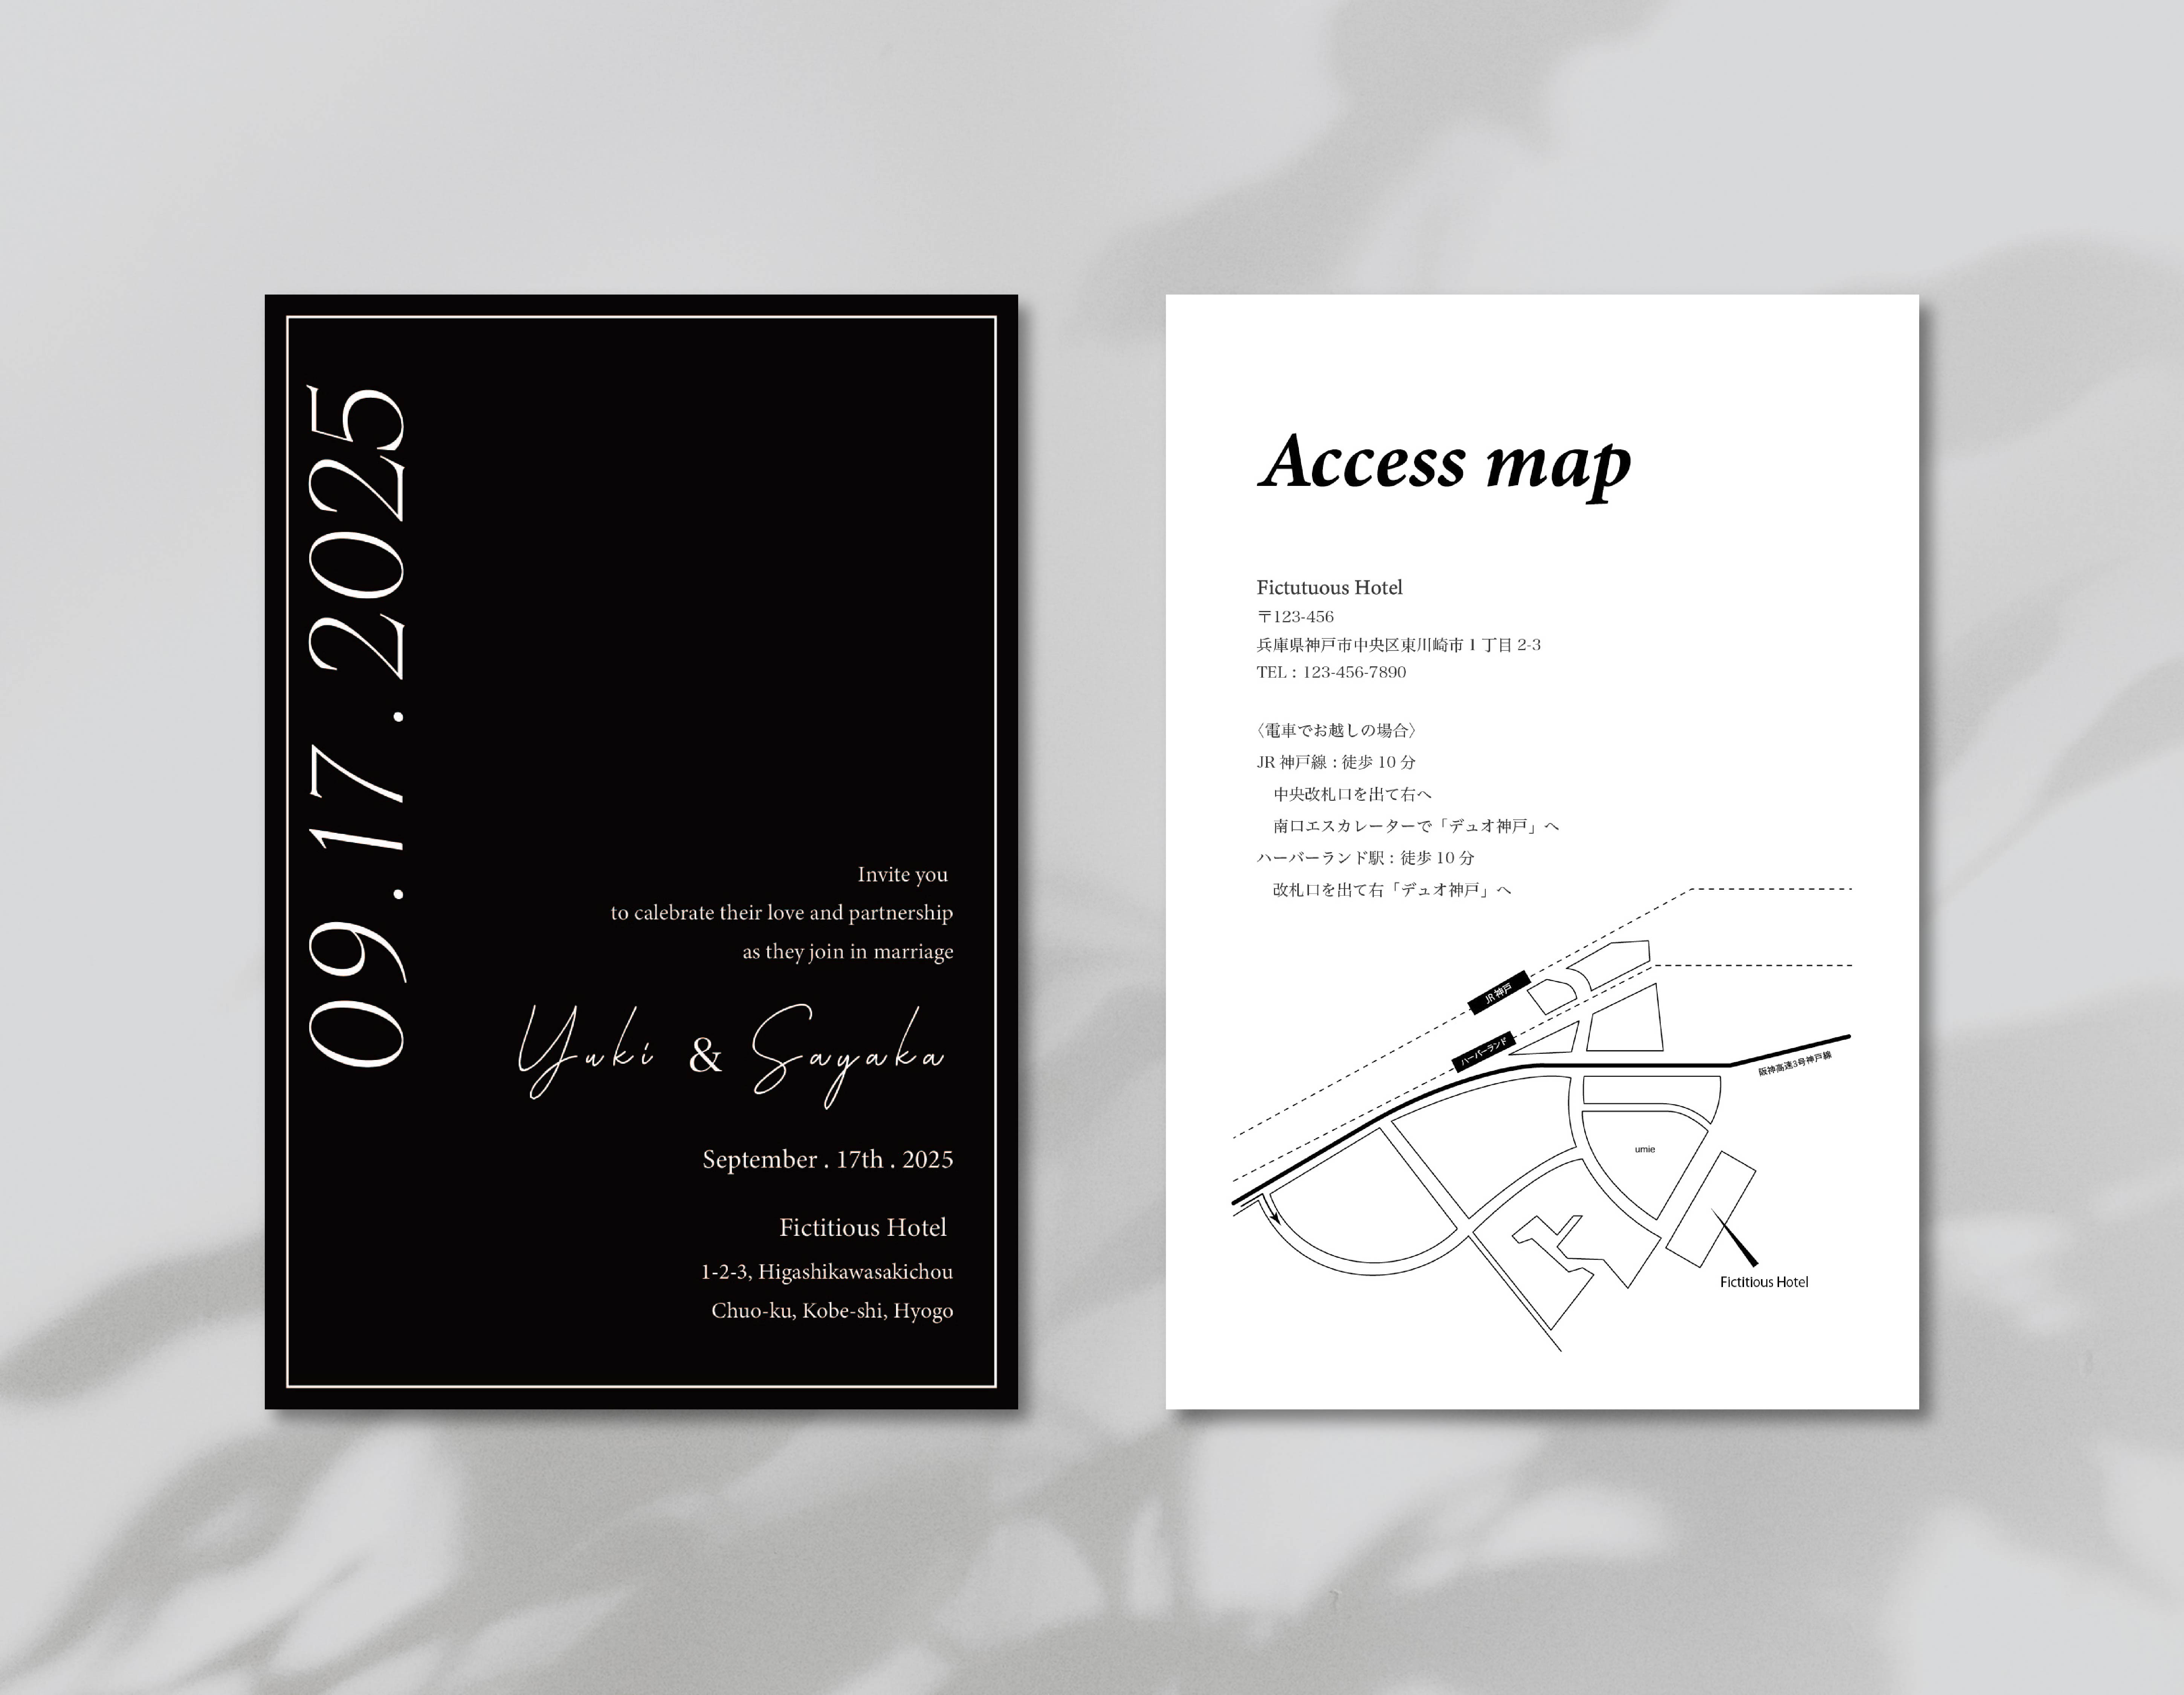 09.17.2025
Invite you
to calebrate their love and partnership
as they join in marriage
Yuki & Sayaka
September . 17th . 2025
Fictitious Hotel
1-2-3, Higashikawasakichou
Chuo-ku, Kobe-shi, Hyogo
Access map
Fictutuous Hotel
〒123-456
兵庫県神戸市中央区東川崎市 1 丁目 2-3
TEL : 123-456-7890
〈電車でお越しの場合〉
JR 神戸線 : 徒歩 10 分
中央改札口を出て右へ
南口エスカレーターで「デュオ神戸」へ
ハーバーランド駅 : 徒歩 10 分
改札口を出て右「デュオ神戸」へ
JR 神戸
ハーバーランド
阪神高速3号神戸線
umie
Fictitious Hotel